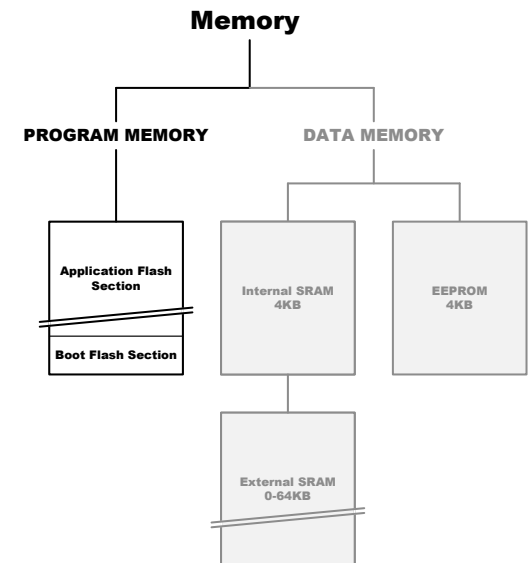 Memory
PROGRAM MEMORY
DATA MEMORY
Application Flash
Section
Boot Flash Section
Internal SRAM
4KB
EEPROM
4KB
External SRAM
0-64KB